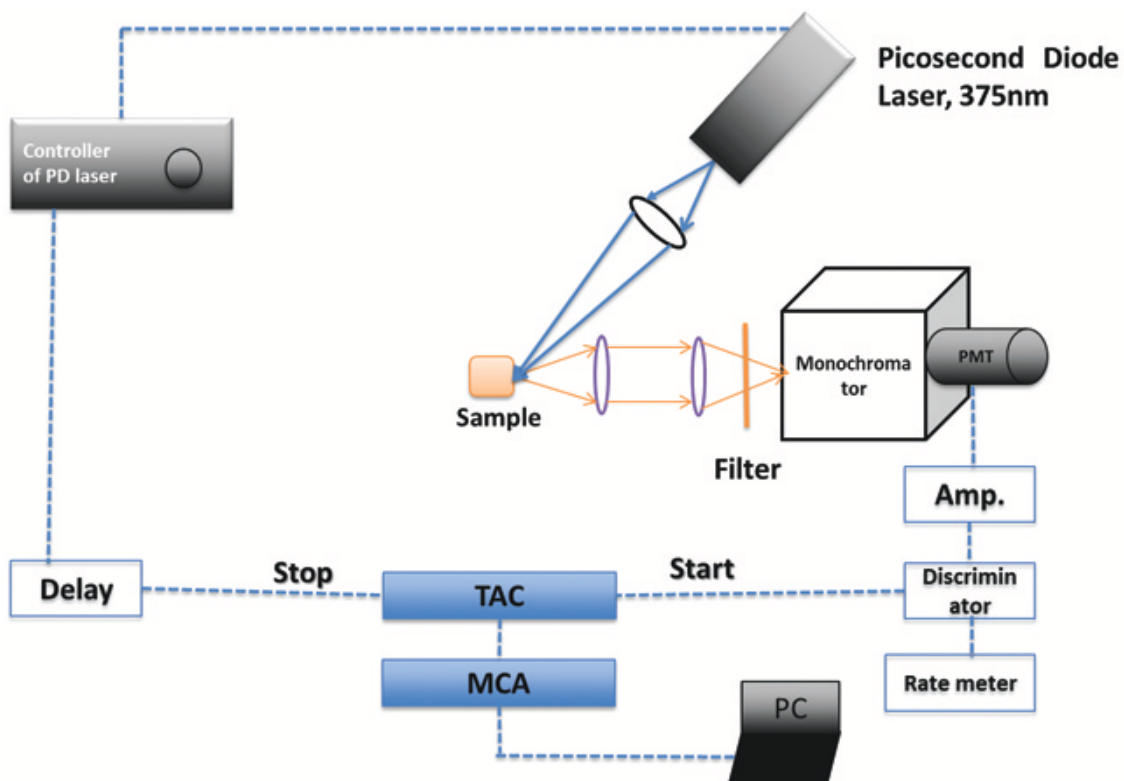 Picosecond Diode
Laser, 375nm
Controller
of PD laser
Monochroma
tor
PMT
Sample
Filter
Amp.
Stop
Start
Delay
TAC
Discrimin
ator
MCA
Rate meter
PC